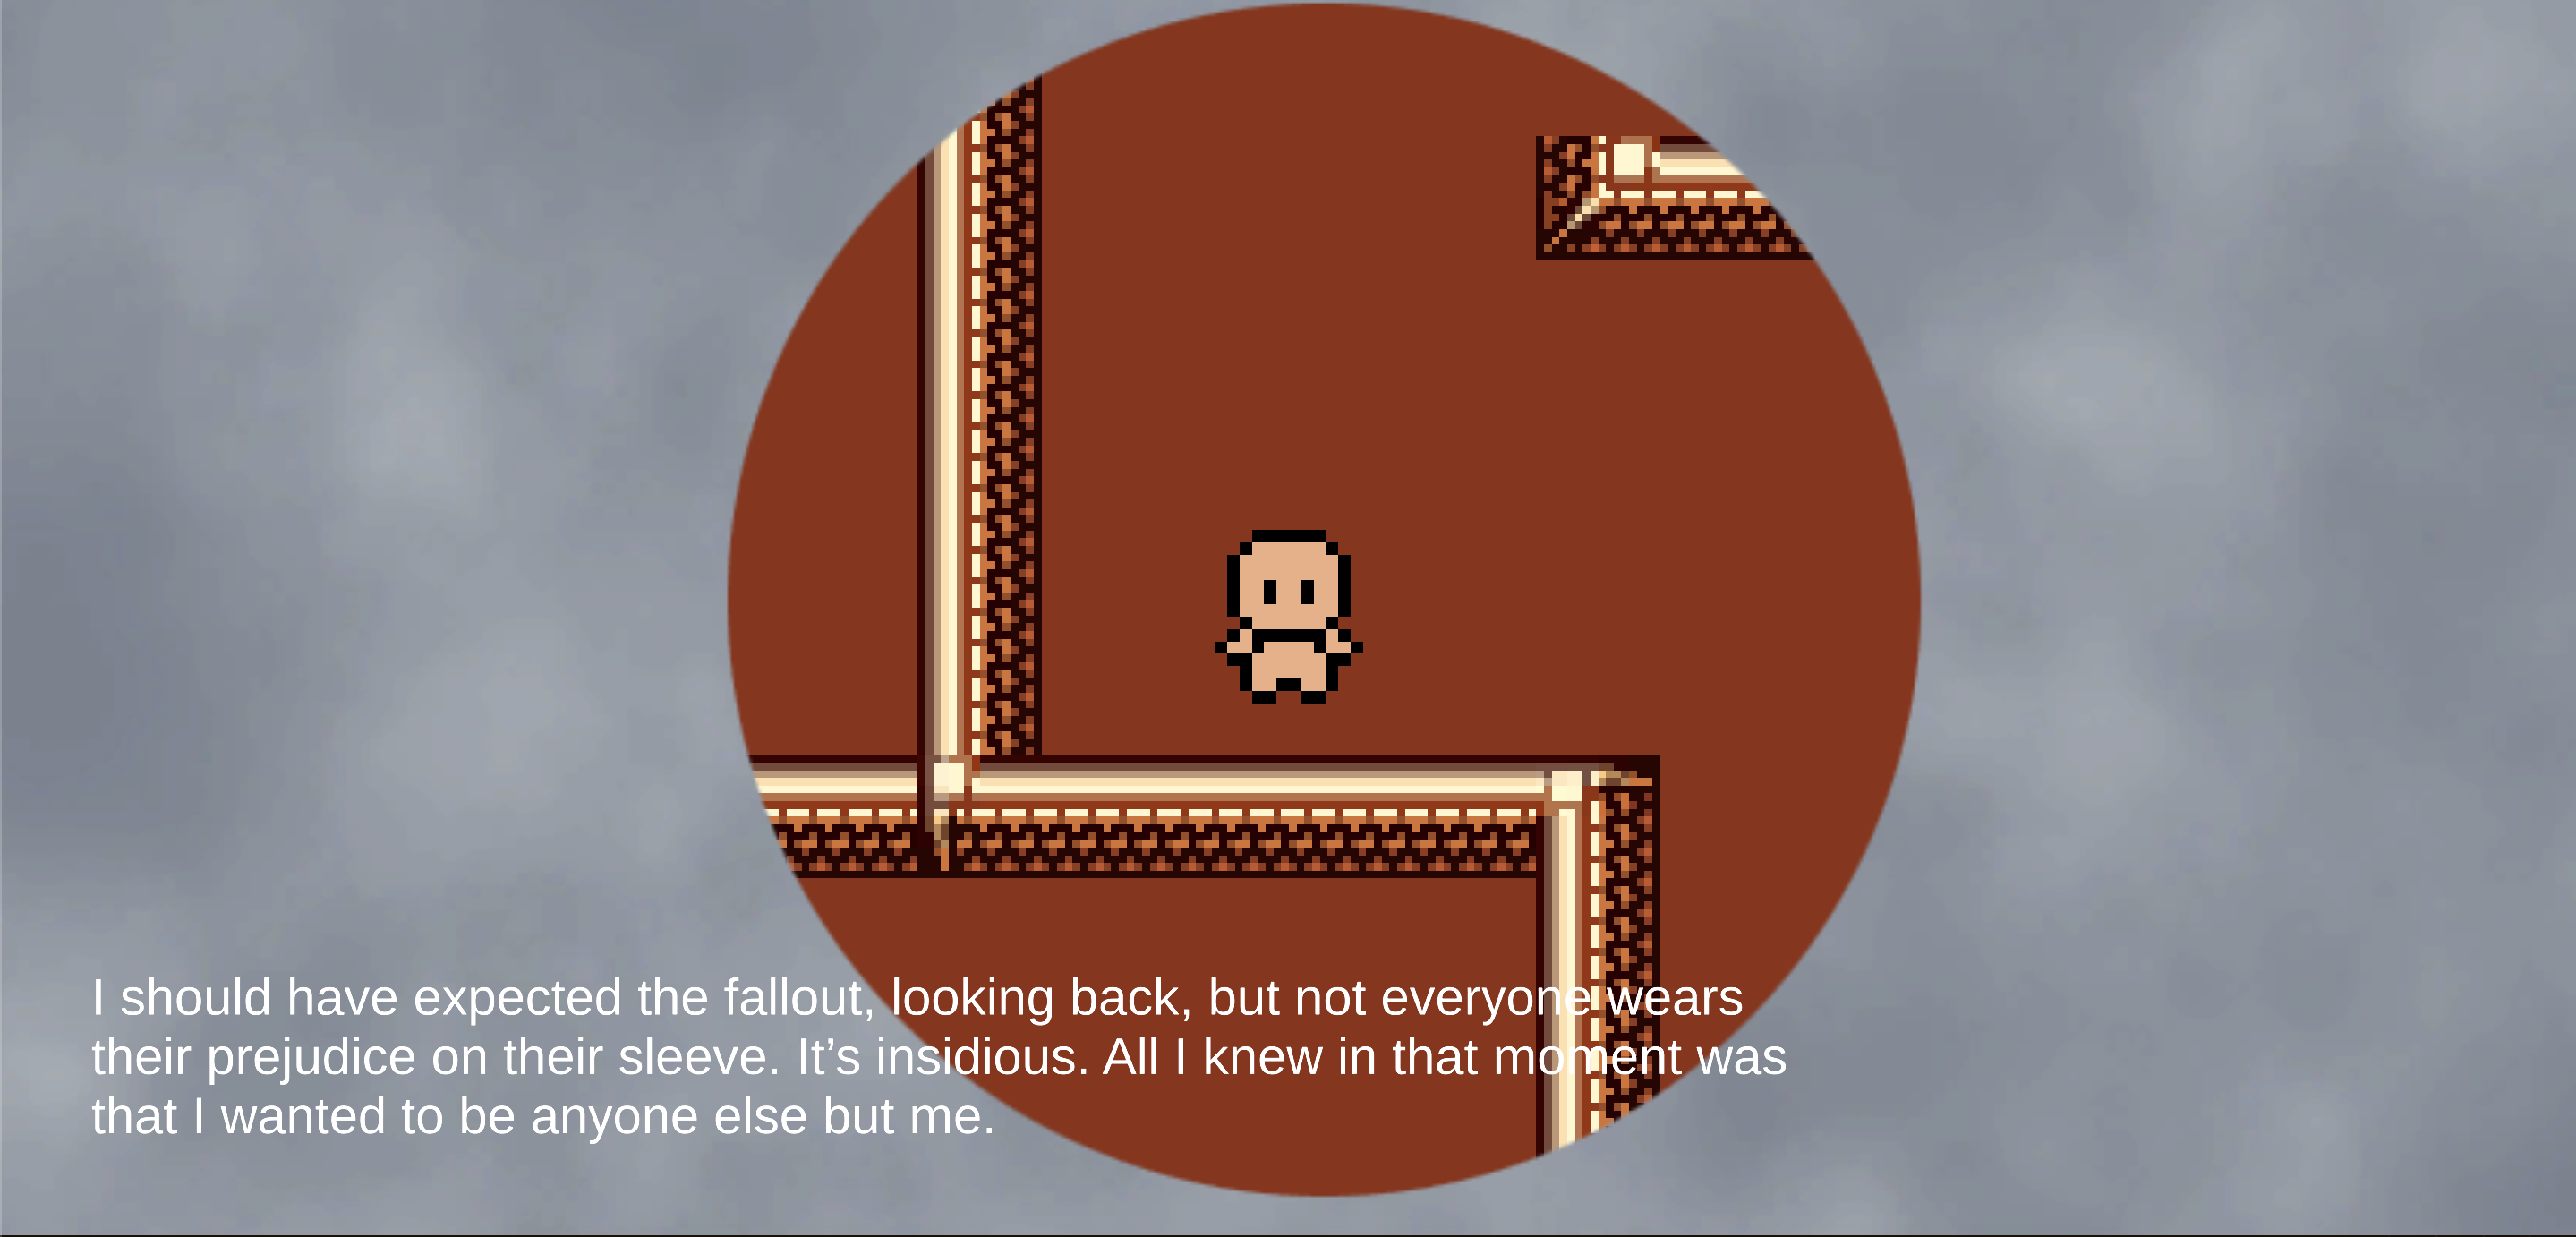 I should have expected the fallout, looking back, but not everyone wears
their prejudice on their sleeve. It’s insidious. All I knew in that moment was
that I wanted to be anyone else but me.